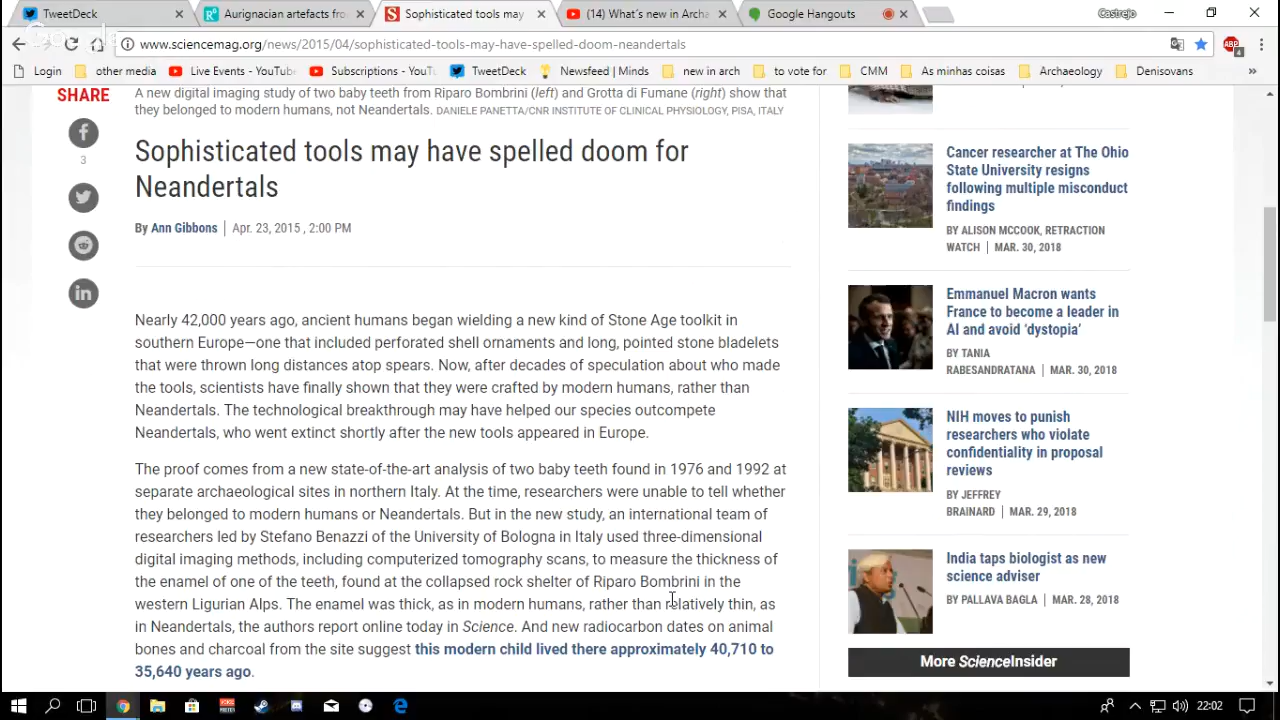 TweetDeck
Aurignacian artefacts from
Sophisticated tools may
(14) What's new in Archa
Google Hangouts
Castrejo
www.sciencemag.org/news/2015/04/sophisticated-tools-may-have-spelled-doom-neandertals
ABP
4
Login
other media
Live Events - YouTube
Subscriptions - YouT
TweetDeck
Newsfeed | Minds
new in arch
to vote for
CMM
As minhas coisas
Archaeology
Denisovans
SHARE
3
A new digital imaging study of two baby teeth from Riparo Bombrini (left) and Grotta di Fumane (right) show that
they belonged to modern humans, not Neandertals. DANIELE PANETTA/CNR INSTITUTE OF CLINICAL PHYSIOLOGY, PISA, ITALY
Sophisticated tools may have spelled doom for
Neandertals
By Ann Gibbons | Apr. 23, 2015 , 2:00 PM
Nearly 42,000 years ago, ancient humans began wielding a new kind of Stone Age toolkit in
southern Europe—one that included perforated shell ornaments and long, pointed stone bladelets
that were thrown long distances atop spears. Now, after decades of speculation about who made
the tools, scientists have finally shown that they were crafted by modern humans, rather than
Neandertals. The technological breakthrough may have helped our species outcompete
Neandertals, who went extinct shortly after the new tools appeared in Europe.
The proof comes from a new state-of-the-art analysis of two baby teeth found in 1976 and 1992 at
separate archaeological sites in northern Italy. At the time, researchers were unable to tell whether
they belonged to modern humans or Neandertals. But in the new study, an international team of
researchers led by Stefano Benazzi of the University of Bologna in Italy used three-dimensional
digital imaging methods, including computerized tomography scans, to measure the thickness of
the enamel of one of the teeth, found at the collapsed rock shelter of Riparo Bombrini in the
western Ligurian Alps. The enamel was thick, as in modern humans, rather than relatively thin, as
in Neandertals, the authors report online today in Science. And new radiocarbon dates on animal
bones and charcoal from the site suggest this modern child lived there approximately 40,710 to
35,640 years ago.
Cancer researcher at The Ohio
State University resigns
following multiple misconduct
findings
BY ALISON MCCOOK, RETRACTION
WATCH | MAR. 30, 2018
Emmanuel Macron wants
France to become a leader in
AI and avoid ‘dystopia’
BY TANIA
RABESANDRATANA | MAR. 30, 2018
NIH moves to punish
researchers who violate
confidentiality in proposal
reviews
BY JEFFREY
BRAINARD | MAR. 29, 2018
India taps biologist as new
science adviser
BY PALLAVA BAGLA | MAR. 28, 2018
More ScienceInsider
22:02